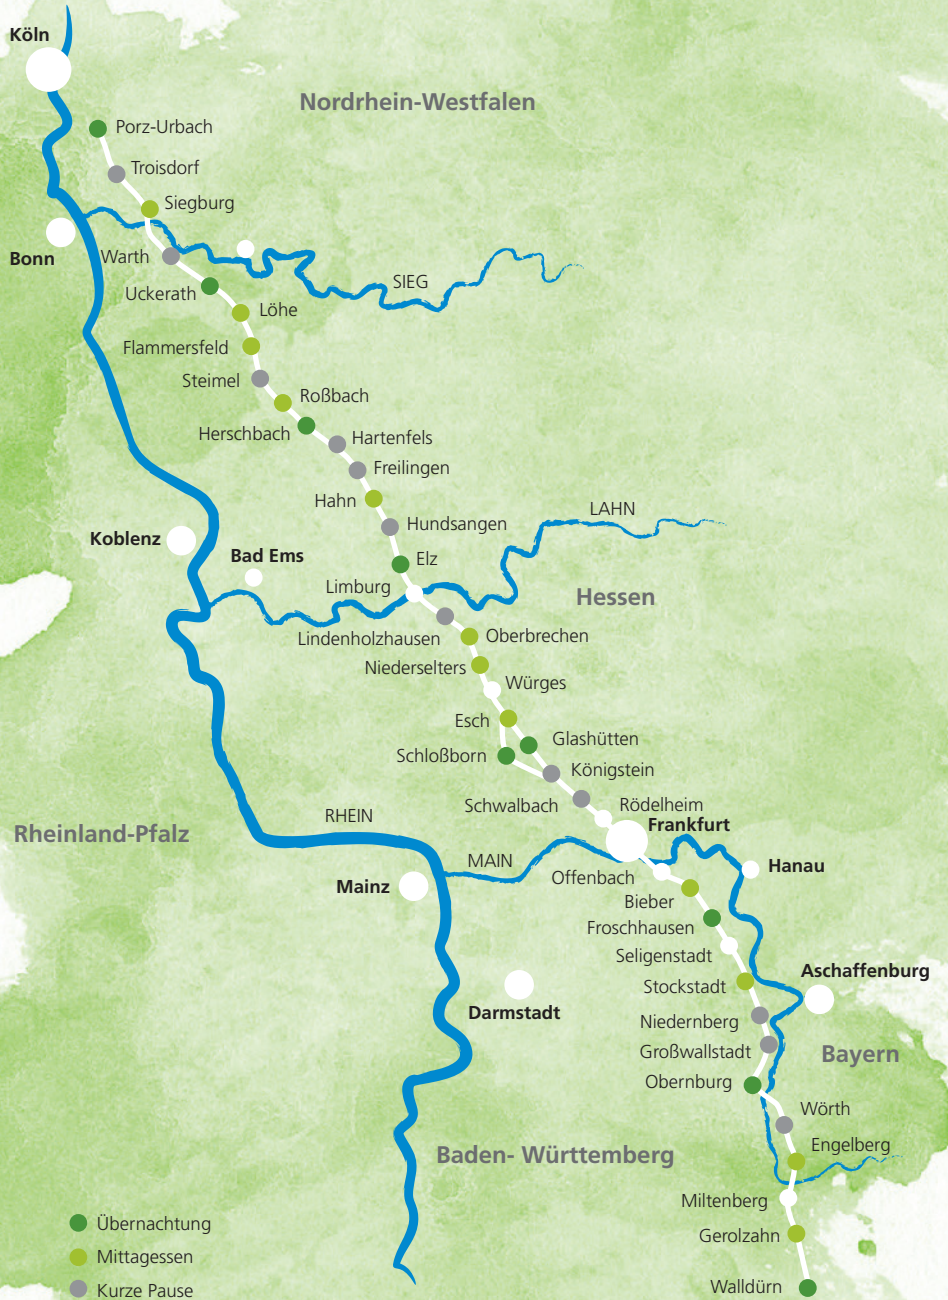 Köln
Nordrhein-Westfalen
Porz-Urbach
Troisdorf
Siegburg
Bonn
Warth
SIEG
Uckerath
Löhe
Flammersfeld
Steimel
Roßbach
Herschbach
Hartenfels
Freilingen
Hahn
LAHN
Hundsangen
Koblenz
Bad Ems
Elz
Limburg
Hessen
Lindenholzhausen
Oberbrechen
Niederselters
Würges
Esch
Glashütten
Schloßborn
Königstein
Schwalbach
Rödelheim
RHEIN
Frankfurt
Rheinland-Pfalz
MAIN
Hanau
Mainz
Offenbach
Bieber
Froschhausen
Seligenstadt
Aschaffenburg
Stockstadt
Darmstadt
Niedernberg
Großwallstadt
Bayern
Obernburg
Wörth
Engelberg
Baden- Württemberg
Miltenberg
Gerolzahn
Walldürn
Übernachtung
Mittagessen
Kurze Pause